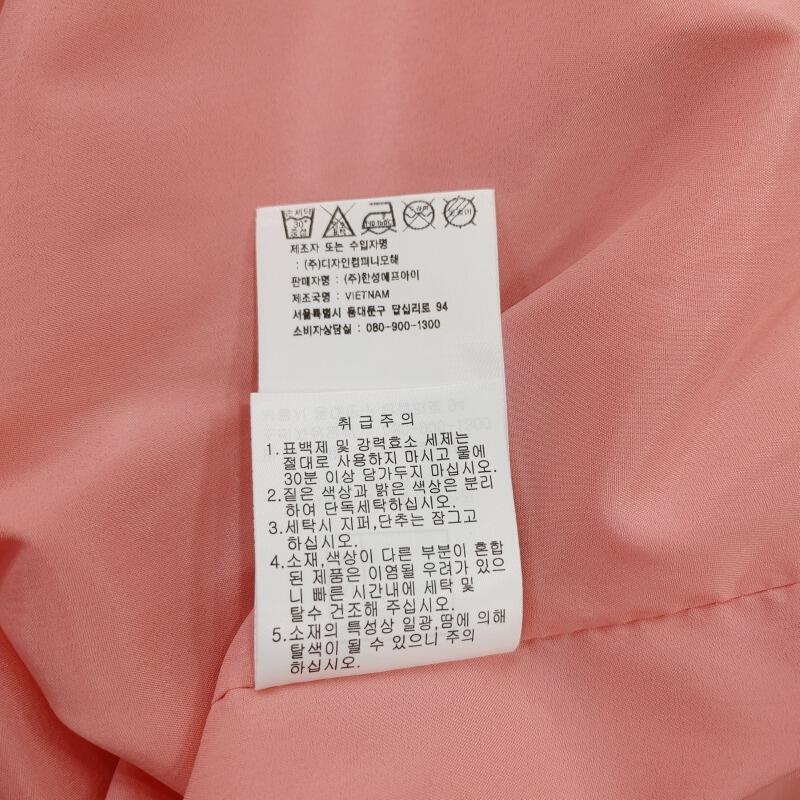 손세탁
30°
중성
제조자 또는 수입자명
: (주)디자인컴퍼니모해
판매자명 : (주)한성에프아이
제조국명 : VIETNAM
서울특별시 동대문구 답십리로 94
소비자상담실 : 080-900-1300
취 급 주 의
1. 표백제 및 강력효소 세제는
절대로 사용하지 마시고 물에
30분 이상 담가두지 마십시오.
2. 짙은 색상과 밝은 색상은 분리
하여 단독세탁하십시오.
3. 세탁시 지퍼,단추는 잠그고
하십시오.
4. 소재,색상이 다른 부분이 혼합
된 제품은 이염될 우려가 있으
니 빠른 시간내에 세탁 및
탈수 건조해 주십시오.
5. 소재의 특성상 일광,땀에 의해
탈색이 될 수 있으니 주의
하십시오.